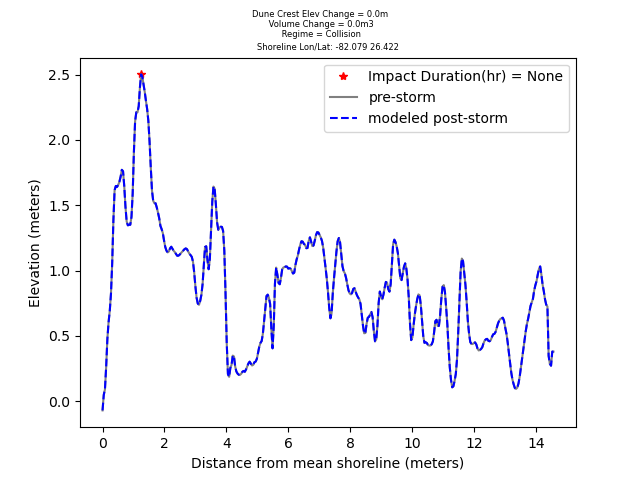 Dune Crest Elev Change = 0.0m
Volume Change = 0.0m3
Regime = Collision
Shoreline Lon/Lat: -82.079 26.422
Impact Duration(hr) = None
pre-storm
modeled post-storm
Elevation (meters)
2.5
2.0
1.5
1.0
0.5
0.0
0 2 4 6 8 10 12 14
Distance from mean shoreline (meters)